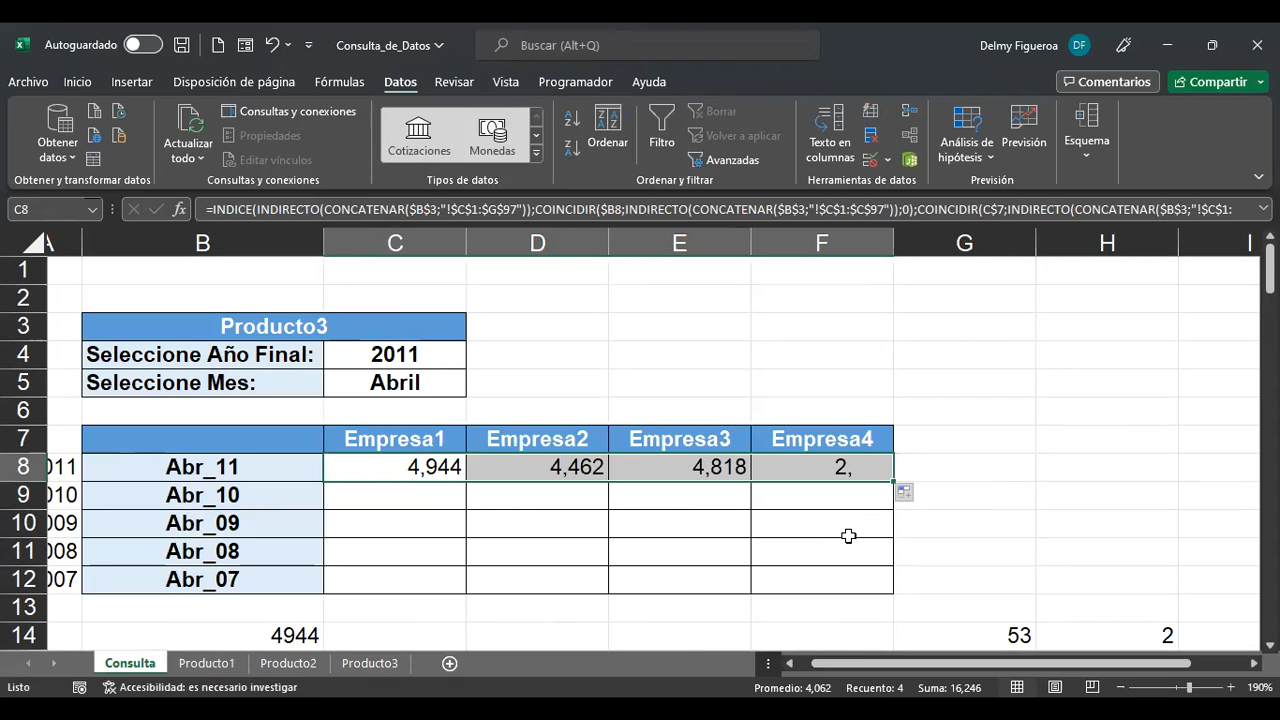 Autoguardado Consulta_de_Datos Buscar (Alt+Q) Delmy Figueroa DF
Archivo Inicio Insertar Disposición de página Fórmulas Datos Revisar Vista Programador Ayuda Comentarios Compartir
Obtener datos
Obtener y transformar datos
Actualizar todo
Consultas y conexiones
Propiedades
Editar vínculos
Consultas y conexiones
Cotizaciones Monedas
Tipos de datos
Ordenar
Filtro
Borrar
Volver a aplicar
Avanzadas
Ordenar y filtrar
Texto en columnas
Herramientas de datos
Análisis de hipótesis
Previsión
Previsión
Esquema
C8 fx =INDICE(INDIRECTO(CONCATENAR($B$3;"!$C$1:$G$97"));COINCIDIR($B8;INDIRECTO(CONCATENAR($B$3;"!$C$1:$C$97"));0);COINCIDIR(C$7;INDIRECTO(CONCATENAR($B$3;"!$C$1:
A B C D E F G H I
1
2
3 Producto3
4 Seleccione Año Final: 2011
5 Seleccione Mes: Abril
6
7 Empresa1 Empresa2 Empresa3 Empresa4
8 011 Abr_11 4,944 4,462 4,818 2,
9 010 Abr_10
10 009 Abr_09
11 008 Abr_08
12 007 Abr_07
13
14 4944 53 2
Consulta Producto1 Producto2 Producto3
Listo Accesibilidad: es necesario investigar Promedio: 4,062 Recuento: 4 Suma: 16,246 190%